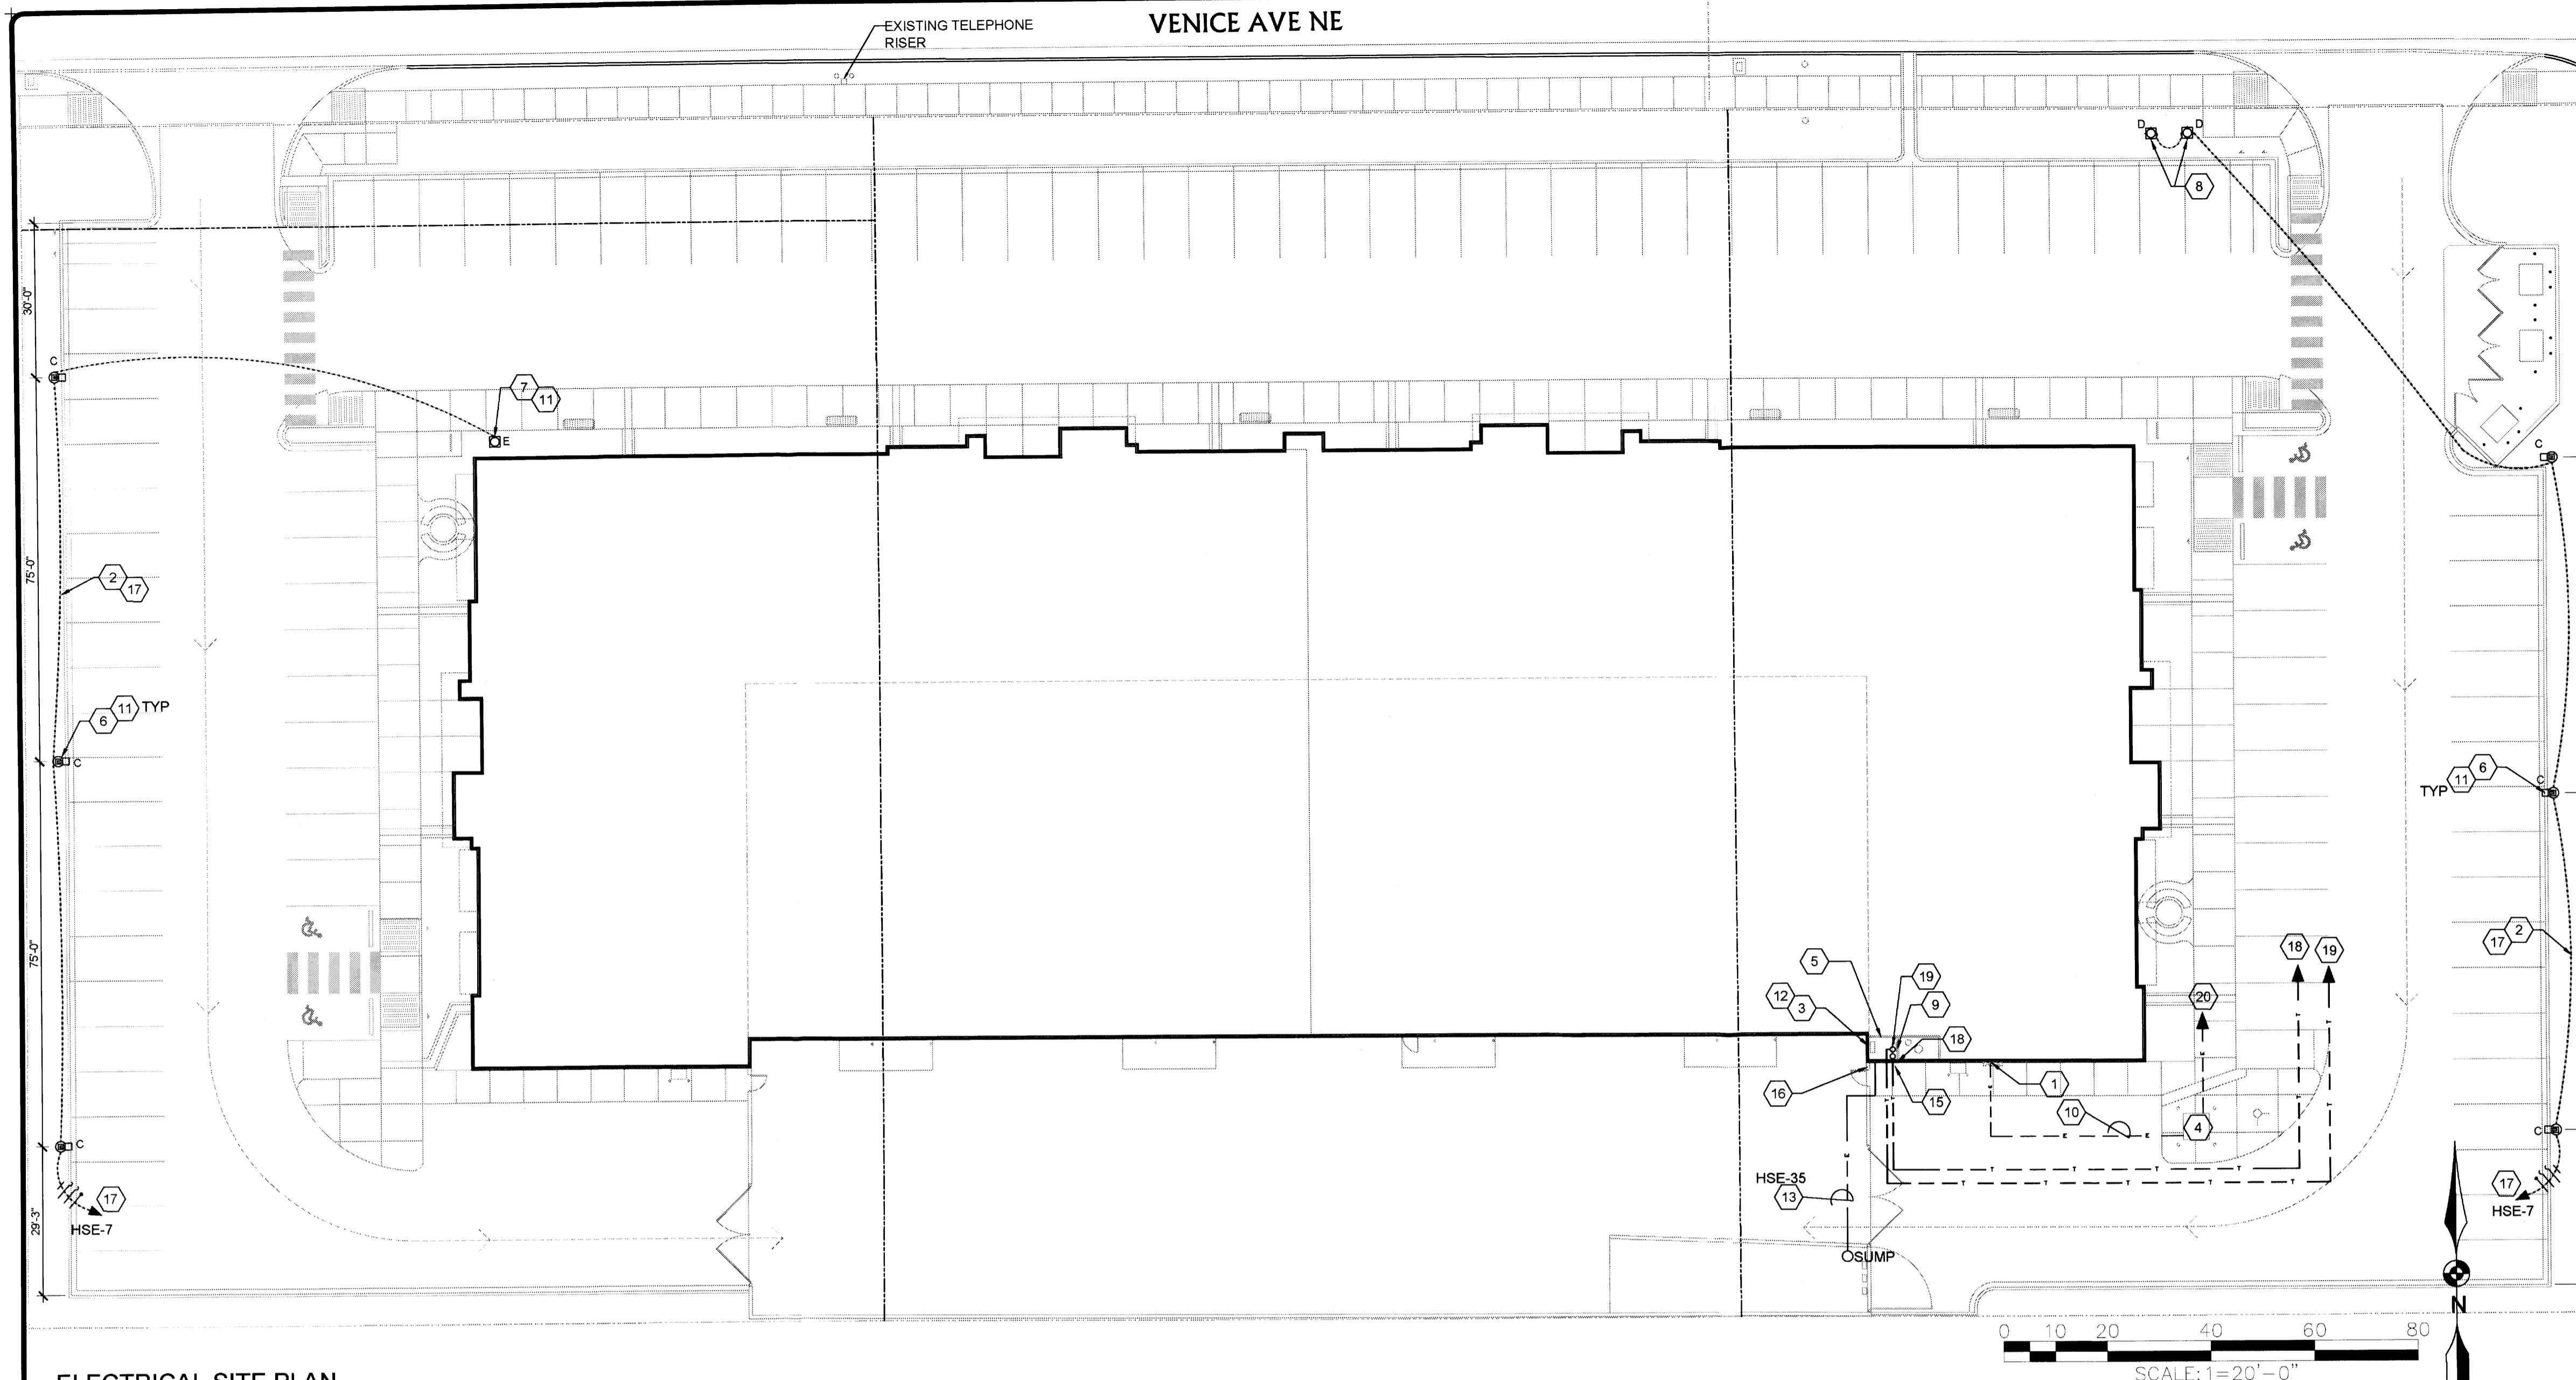 VENICE AVE NE
EXISTING TELEPHONE
RISER
D
D
8
30'-0"
C
7
11
E
C
75'-0"
2
17
11 TYP
6
C
6
TYP 11
C
2
17
75'-0"
5
19
12
3
9
18
18
19
20
16
15
1
10
4
C
C
HSE-35
13
17
HSE-7
17
HSE-7
29'-3"
SUMP
N
0 10 20 40 60 80
SCALE:1=20'-0"
ELECTRICAL SITE PLAN